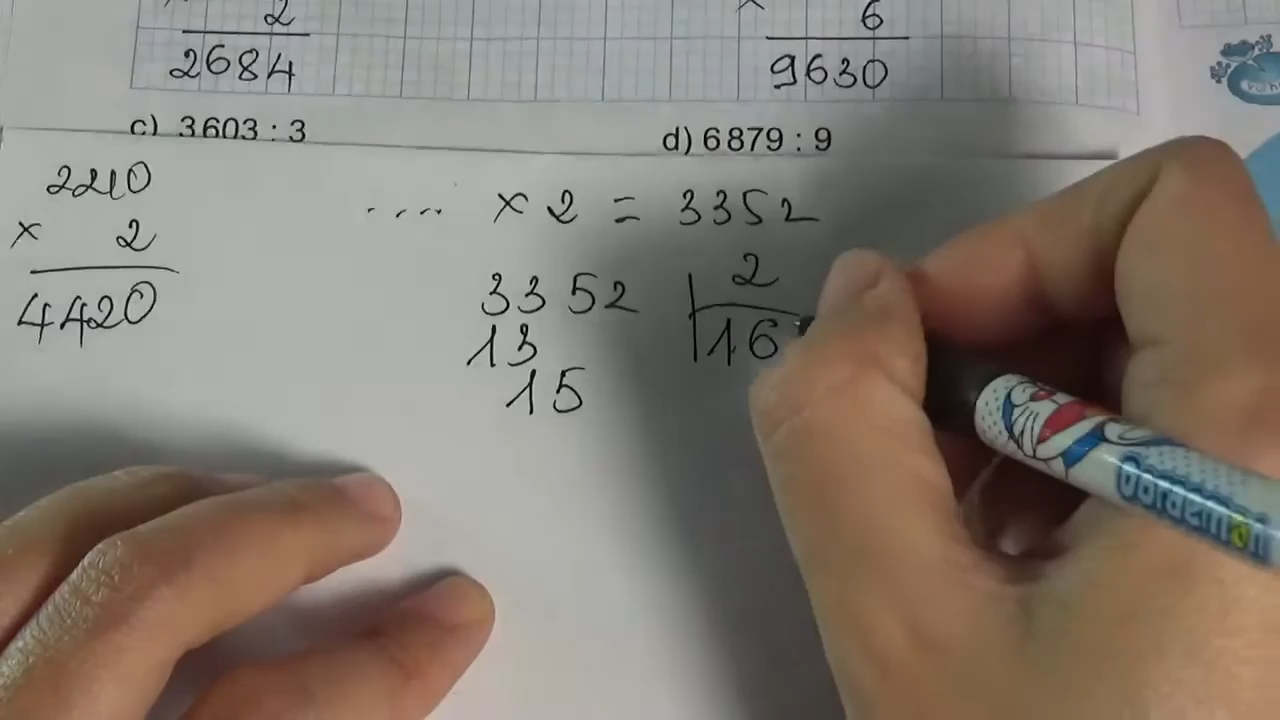 2
2684
× 6
9630
c) 3603 : 3
d) 6879 : 9
2210
× 2
4420
.... × 2 = 3352
3352 2
13 16
15
Doraemon